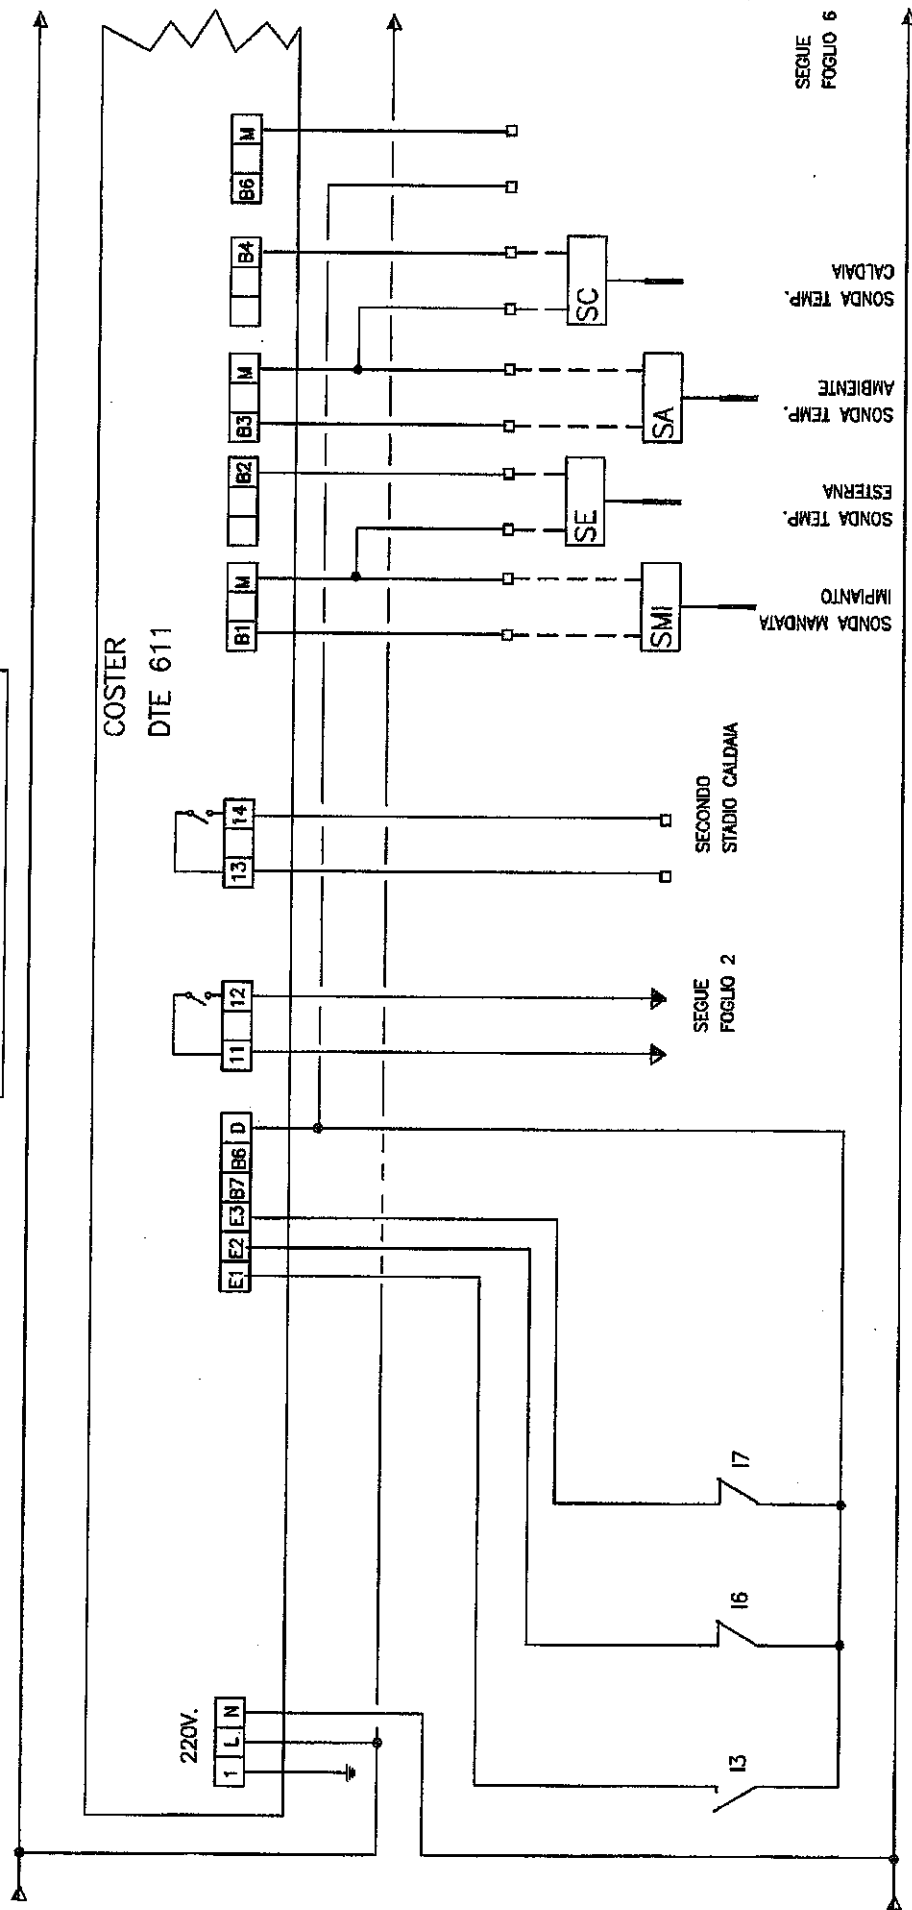 COSTER
DTE 611
220V.
1 L N
E1 E2 E3 B7 B6 D
11 12
13 14
B1 M
B2
B3 M
B4
B6 M
I3
I6
I7
SEGUE
FOGLIO 2
SECONDO
STADIO CALDAIA
SMI
SE
SA
SC
SONDA MANDATA
IMPIANTO
SONDA TEMP.
ESTERNA
SONDA TEMP.
AMBIENTE
SONDA TEMP.
CALDAIA
SEGUE
FOGLIO 6